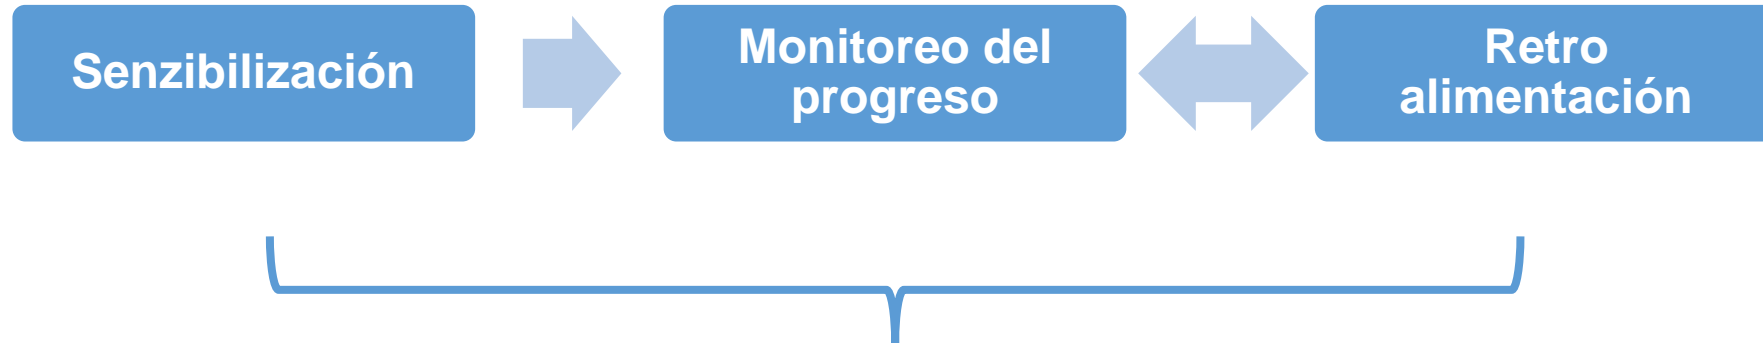 Senzibilización
Monitoreo del
progreso
Retro
alimentación